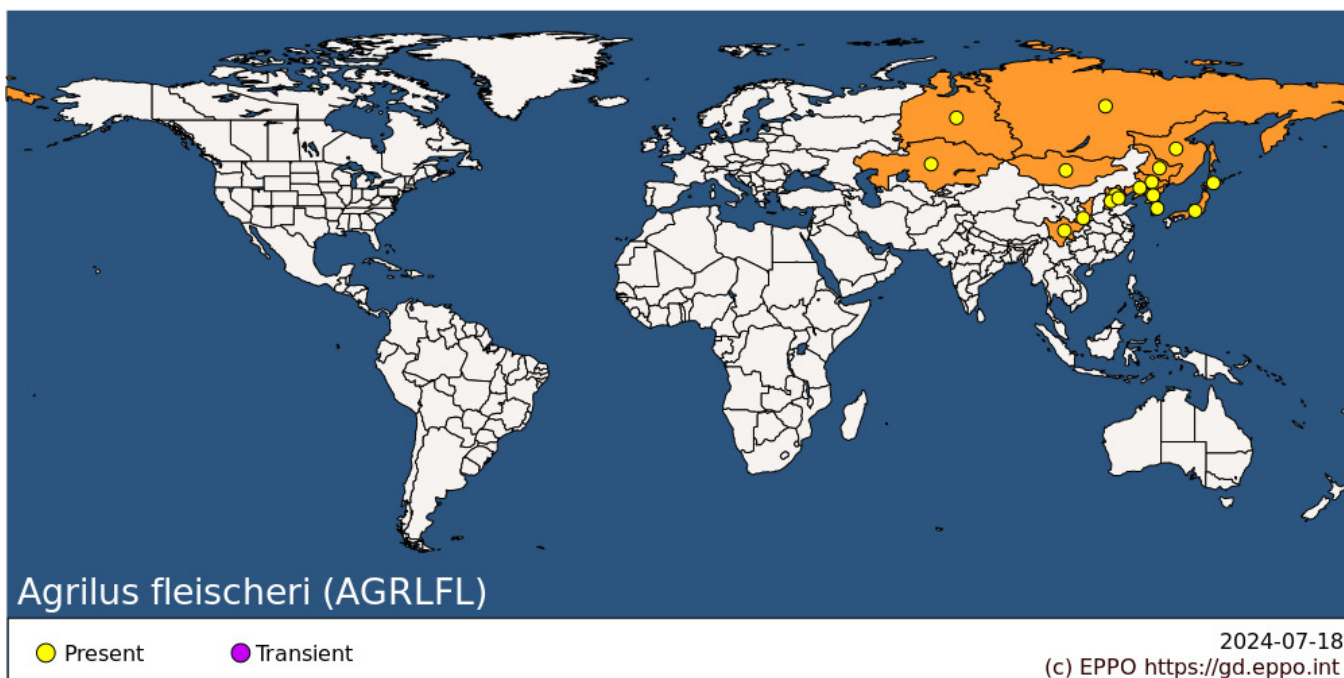 Agrilus fleischeri (AGRLFL)
Present
Transient
2024-07-18
(c) EPPO https://gd.eppo.int